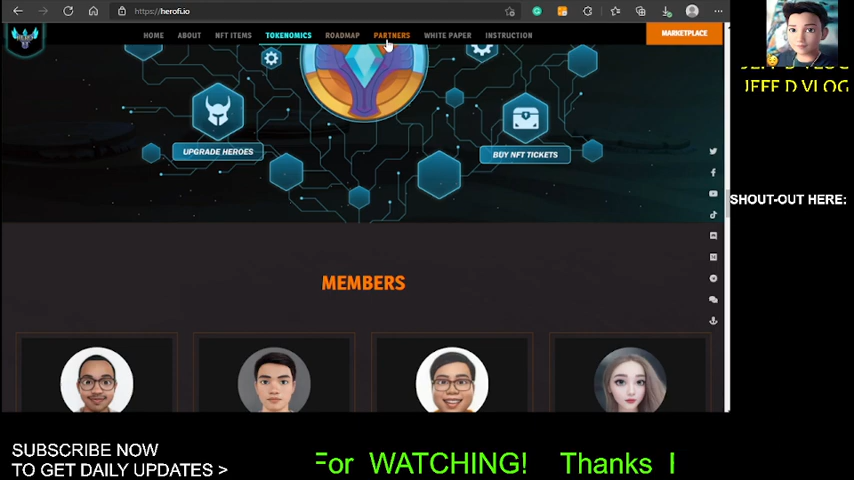 https://herofi.io
HOME ABOUT NFT ITEMS TOKENOMICS ROADMAP PARTNERS WHITE PAPER INSTRUCTION MARKETPLACE
JEFF D VLOG
UPGRADE HEROES
BUY NFT TICKETS
SHOUT-OUT HERE:
MEMBERS
SUBSCRIBE NOW
TO GET DAILY UPDATES >
For WATCHING! Thanks